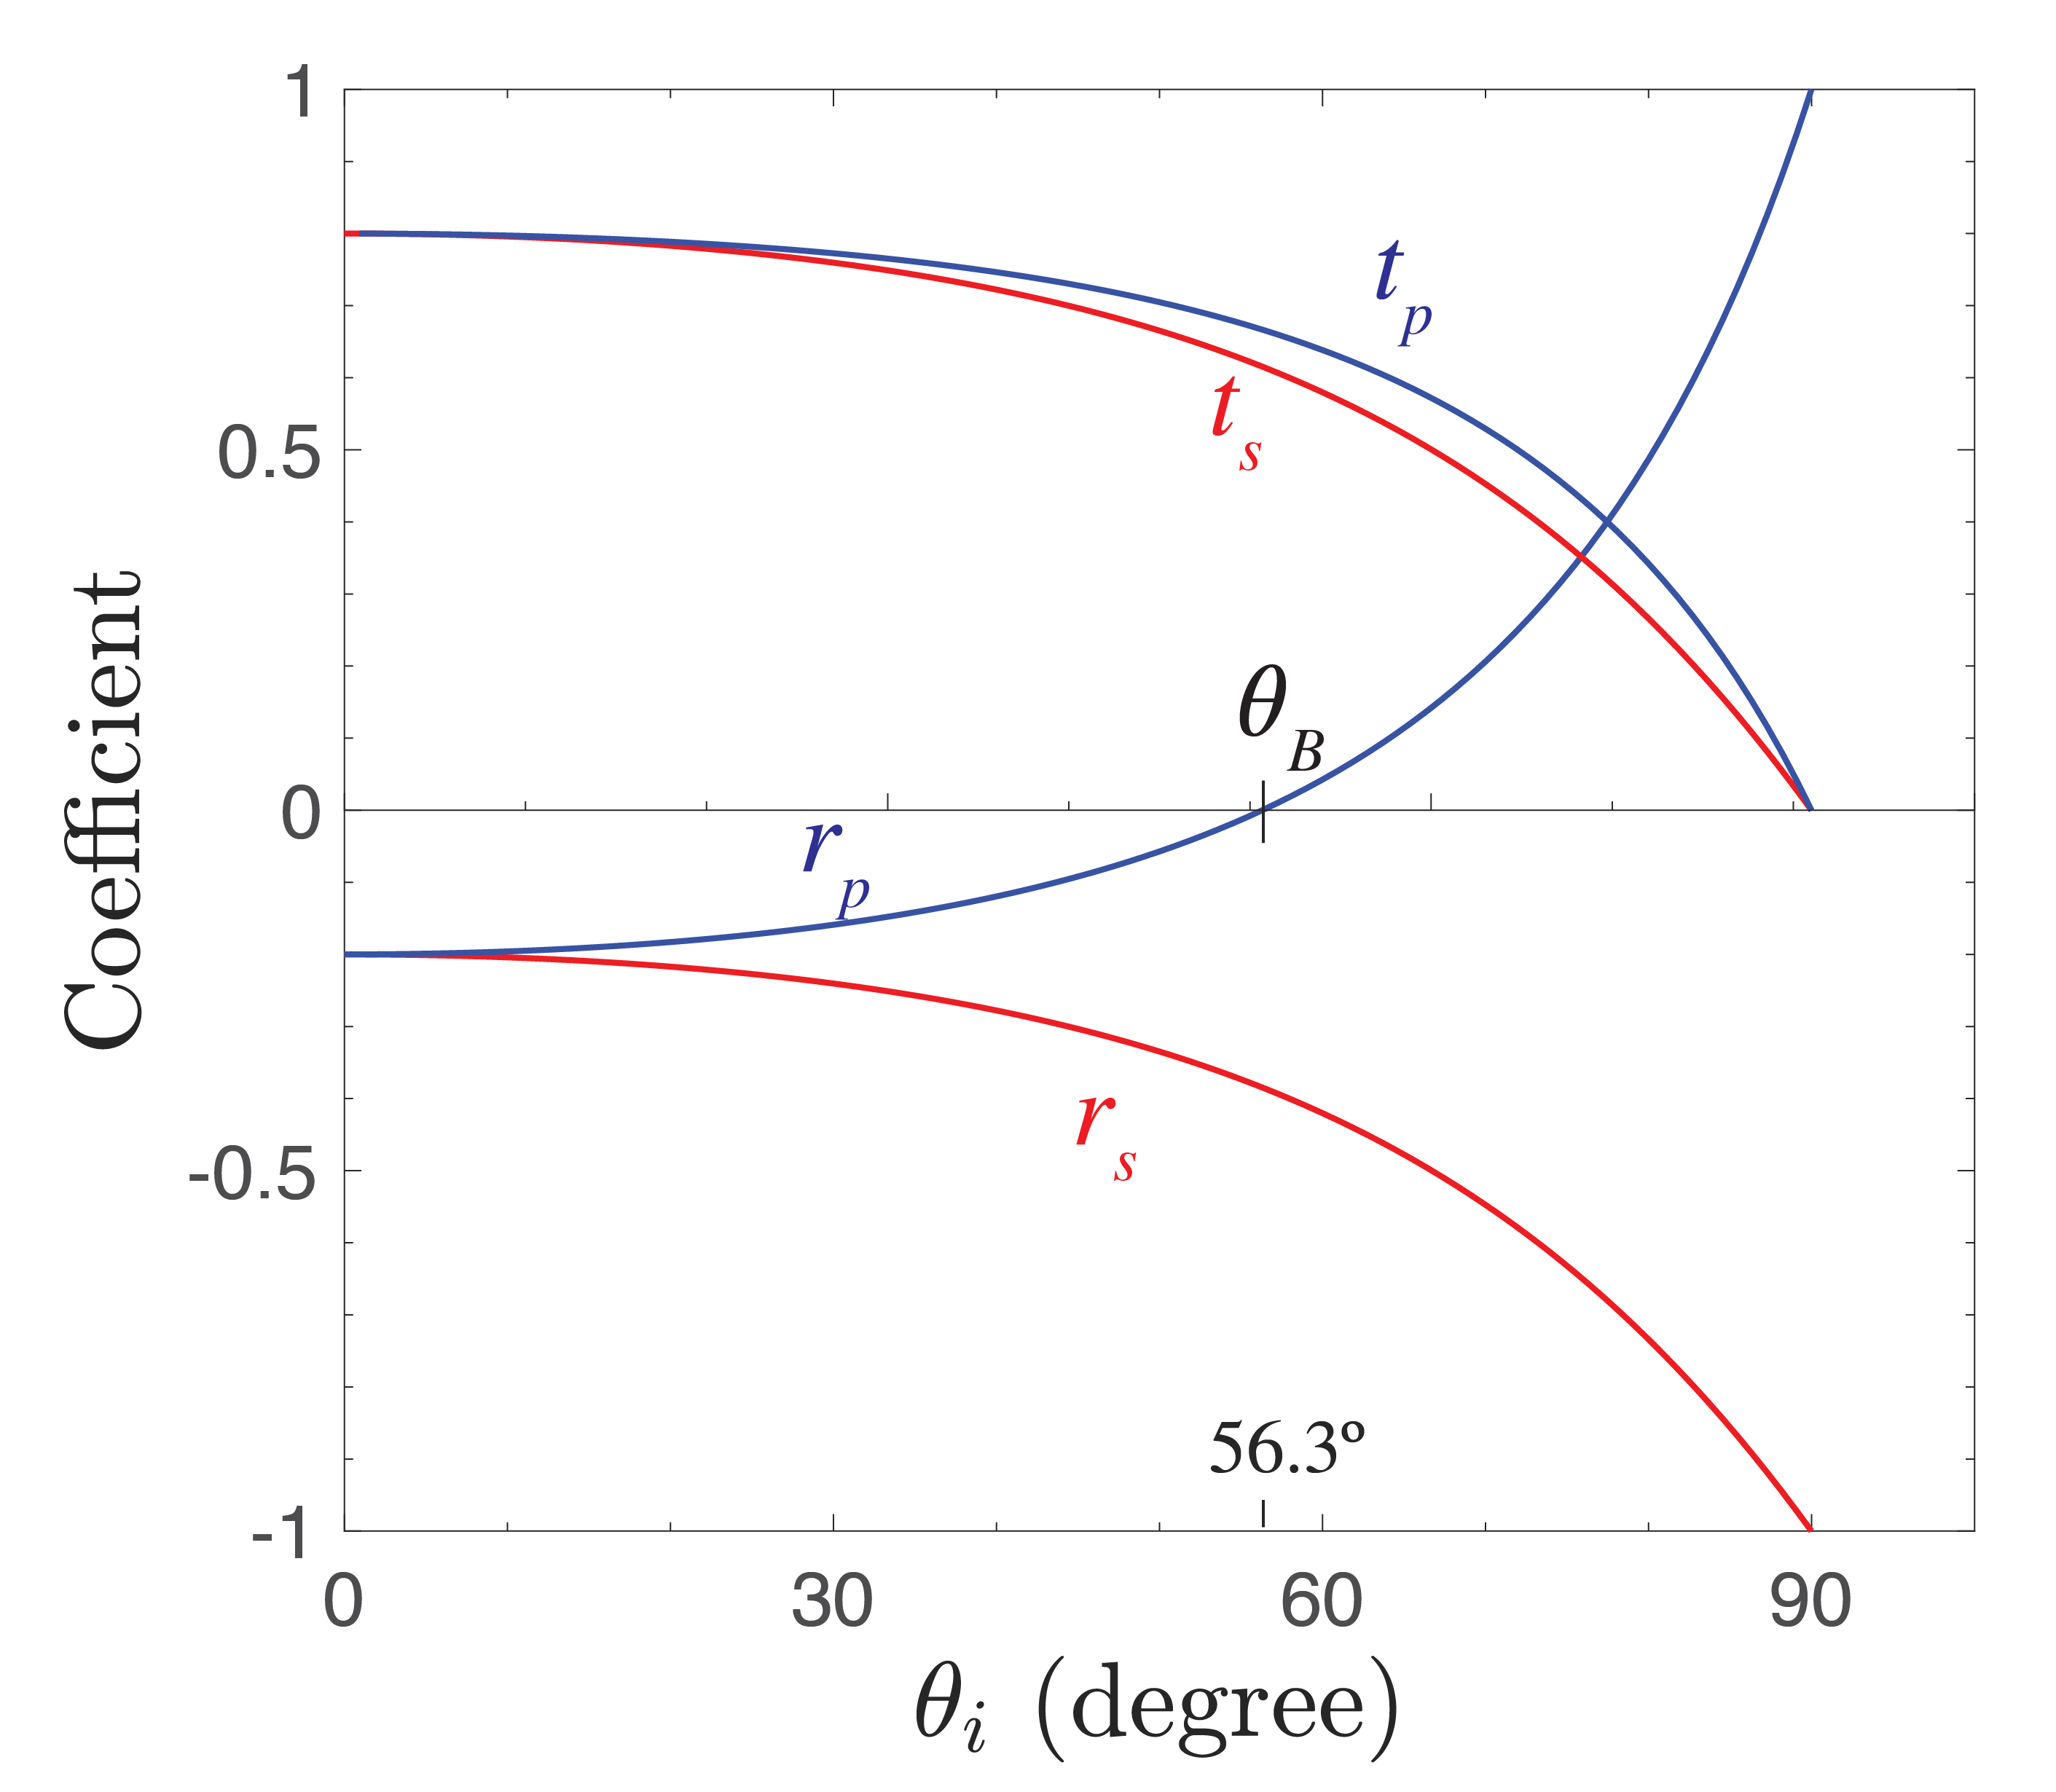 1
t_p
t_s
0.5
Coefficient
θ_B
0
r_p
r_s
-0.5
56.3º
-1
0 30 60 90
θ_i (degree)